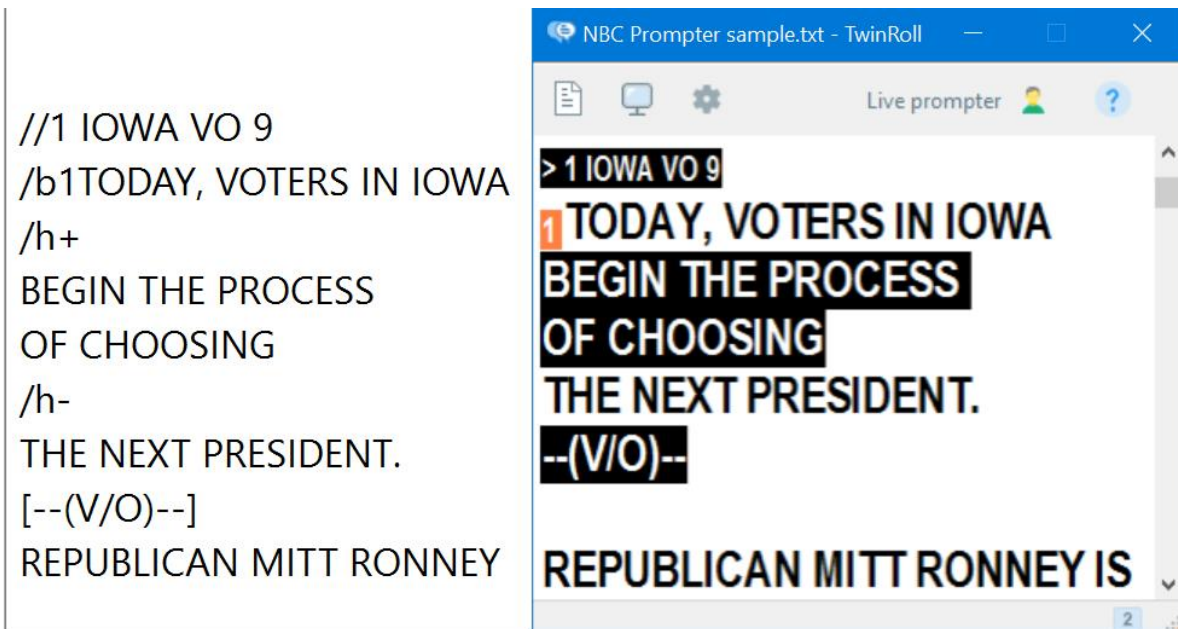 //1 IOWA VO 9
/b1TODAY, VOTERS IN IOWA
/h+
BEGIN THE PROCESS
OF CHOOSING
/h-
THE NEXT PRESIDENT.
[--(V/O)--]
REPUBLICAN MITT RONNEY
NBC Prompter sample.txt - TwinRoll
Live prompter ?
> 1 IOWA VO 9
1 TODAY, VOTERS IN IOWA
BEGIN THE PROCESS
OF CHOOSING
THE NEXT PRESIDENT.
--(V/O)--
REPUBLICAN MITT RONNEY IS
2